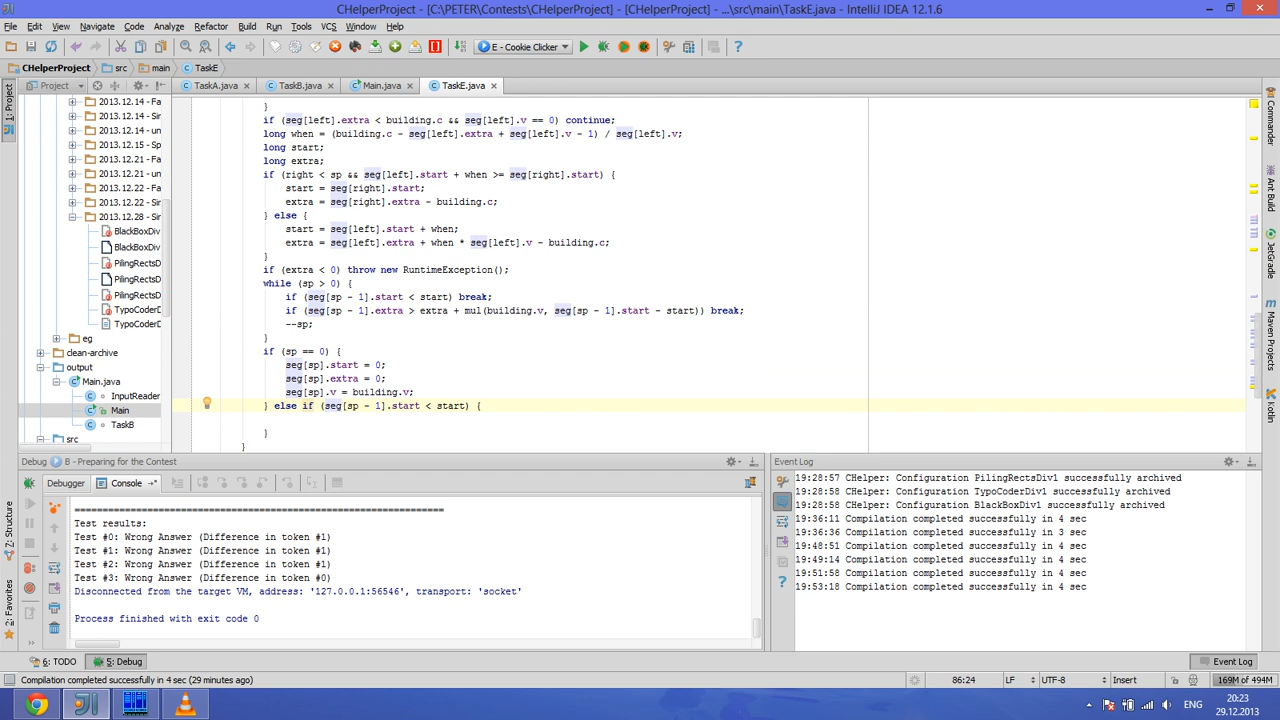 CHelperProject - [C:\PETER\Contests\CHelperProject] - [CHelperProject] - ...\src\main\TaskE.java - IntelliJ IDEA 12.1.6
File Edit View Navigate Code Analyze Refactor Build Run Tools VCS Window Help
E - Cookie Clicker
CHelperProject src main TaskE
Project
TaskA.java TaskB.java Main.java TaskE.java
1: Project
Z: Structure
2: Favorites
2013.12.14 - Fa
2013.12.14 - Sir
2013.12.14 - un
2013.12.15 - Sp
2013.12.21 - Fa
2013.12.21 - un
2013.12.22 - Fa
2013.12.22 - Sir
2013.12.28 - Sir
BlackBoxDiv
BlackBoxDiv
PilingRectsD
PilingRectsD
PilingRectsD
TypoCoderD
TypoCoderD
eg
clean-archive
output
Main.java
InputReader
Main
TaskB
src
}
if (seg[left].extra < building.c && seg[left].v == 0) continue;
long when = (building.c - seg[left].extra + seg[left].v - 1) / seg[left].v;
long start;
long extra;
if (right < sp && seg[left].start + when >= seg[right].start) {
start = seg[right].start;
extra = seg[right].extra - building.c;
} else {
start = seg[left].start + when;
extra = seg[left].extra + when * seg[left].v - building.c;
}
if (extra < 0) throw new RuntimeException();
while (sp > 0) {
if (seg[sp - 1].start < start) break;
if (seg[sp - 1].extra > extra + mul(building.v, seg[sp - 1].start - start)) break;
--sp;
}
if (sp == 0) {
seg[sp].start = 0;
seg[sp].extra = 0;
seg[sp].v = building.v;
} else if (seg[sp - 1].start < start) {
}
}
Commander
Ant Build
JetGradle
Maven Projects
Kotlin
Debug B - Preparing for the Contest
Debugger Console
====================================================================
Test results:
Test #0: Wrong Answer (Difference in token #1)
Test #1: Wrong Answer (Difference in token #1)
Test #2: Wrong Answer (Difference in token #1)
Test #3: Wrong Answer (Difference in token #0)
Disconnected from the target VM, address: '127.0.0.1:56546', transport: 'socket'
Process finished with exit code 0
Event Log
19:28:57 CHelper: Configuration PilingRectsDiv1 successfully archived
19:28:58 CHelper: Configuration TypoCoderDiv1 successfully archived
19:28:58 CHelper: Configuration BlackBoxDiv1 successfully archived
19:36:11 Compilation completed successfully in 4 sec
19:36:36 Compilation completed successfully in 3 sec
19:48:51 Compilation completed successfully in 4 sec
19:49:14 Compilation completed successfully in 4 sec
19:51:58 Compilation completed successfully in 4 sec
19:53:18 Compilation completed successfully in 4 sec
6: TODO 5: Debug Event Log
Compilation completed successfully in 4 sec (29 minutes ago) 86:24 LF UTF-8 Insert 169M of 494M
ENG 20:23
29.12.2013